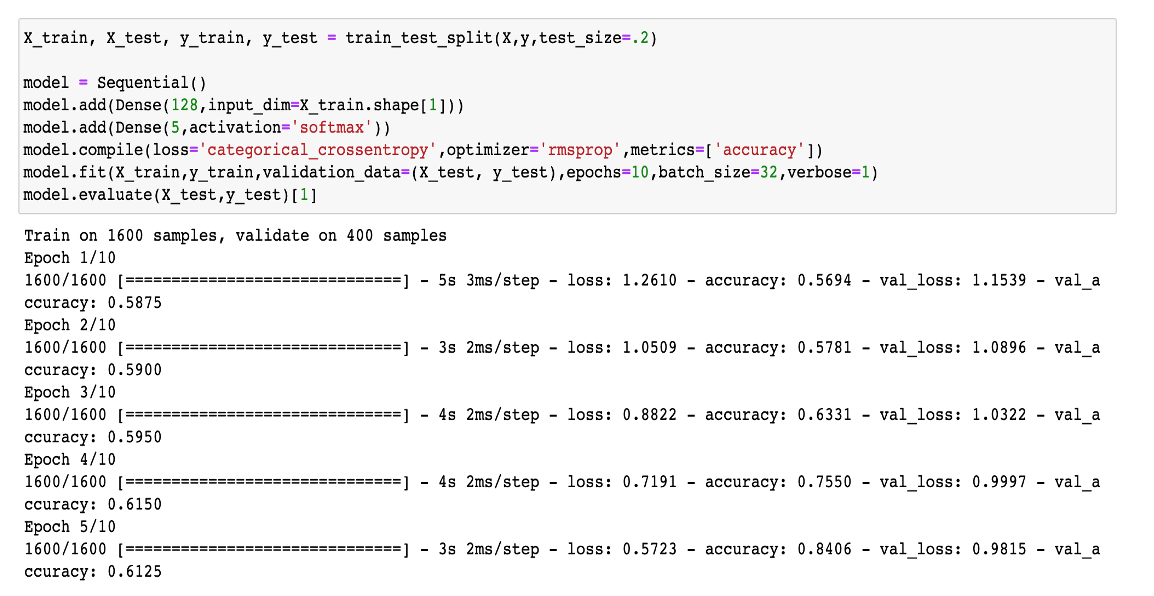 X_train, X_test, y_train, y_test = train_test_split(X,y,test_size=.2)
model = Sequential()
model.add(Dense(128,input_dim=X_train.shape[1]))
model.add(Dense(5,activation='softmax'))
model.compile(loss='categorical_crossentropy',optimizer='rmsprop',metrics=['accuracy'])
model.fit(X_train,y_train,validation_data=(X_test, y_test),epochs=10,batch_size=32,verbose=1)
model.evaluate(X_test,y_test)[1]
Train on 1600 samples, validate on 400 samples
Epoch 1/10
1600/1600 [==============================] - 5s 3ms/step - loss: 1.2610 - accuracy: 0.5694 - val_loss: 1.1539 - val_a
ccuracy: 0.5875
Epoch 2/10
1600/1600 [==============================] - 3s 2ms/step - loss: 1.0509 - accuracy: 0.5781 - val_loss: 1.0896 - val_a
ccuracy: 0.5900
Epoch 3/10
1600/1600 [==============================] - 4s 2ms/step - loss: 0.8822 - accuracy: 0.6331 - val_loss: 1.0322 - val_a
ccuracy: 0.5950
Epoch 4/10
1600/1600 [==============================] - 4s 2ms/step - loss: 0.7191 - accuracy: 0.7550 - val_loss: 0.9997 - val_a
ccuracy: 0.6150
Epoch 5/10
1600/1600 [==============================] - 3s 2ms/step - loss: 0.5723 - accuracy: 0.8406 - val_loss: 0.9815 - val_a
ccuracy: 0.6125